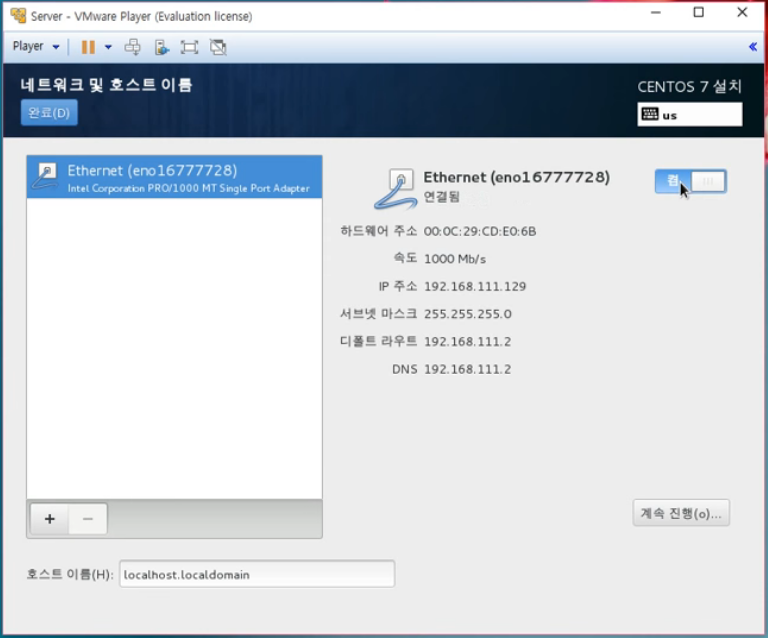 Server - VMware Player (Evaluation license)
Player
네트워크 및 호스트 이름
CENTOS 7 설치
완료(D)
us
Ethernet (eno16777728)
Intel Corporation PRO/1000 MT Single Port Adapter
Ethernet (eno16777728)
연결됨
켬
하드웨어 주소 00:0C:29:CD:E0:6B
속도 1000 Mb/s
IP 주소 192.168.111.129
서브넷 마스크 255.255.255.0
디폴트 라우트 192.168.111.2
DNS 192.168.111.2
+ −
계속 진행(o)...
호스트 이름(H): localhost.localdomain